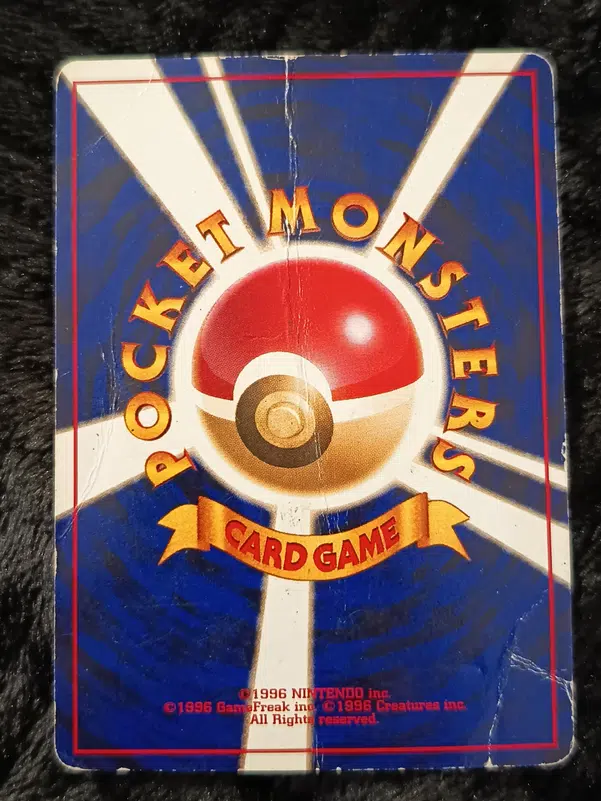 POCKET MONSTERS
CARD GAME
©1996 NINTENDO inc.
©1996 GameFreak inc. ©1996 Creatures inc.
All Rights reserved.